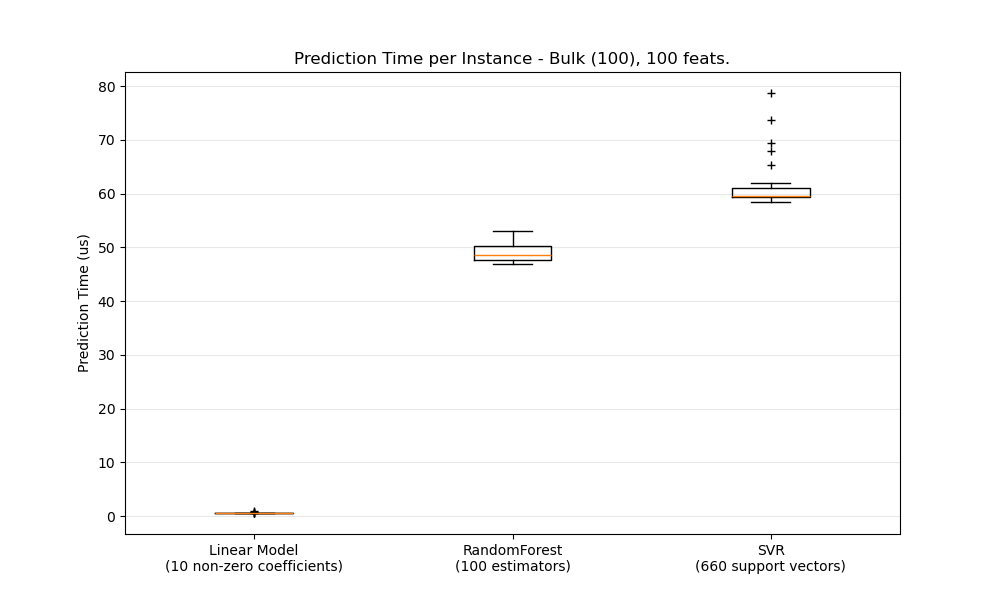 Prediction Time per Instance - Bulk (100), 100 feats.
80
70
60
50
40
30
20
10
0
Prediction Time (us)
Linear Model
(10 non-zero coefficients)
RandomForest
(100 estimators)
SVR
(660 support vectors)